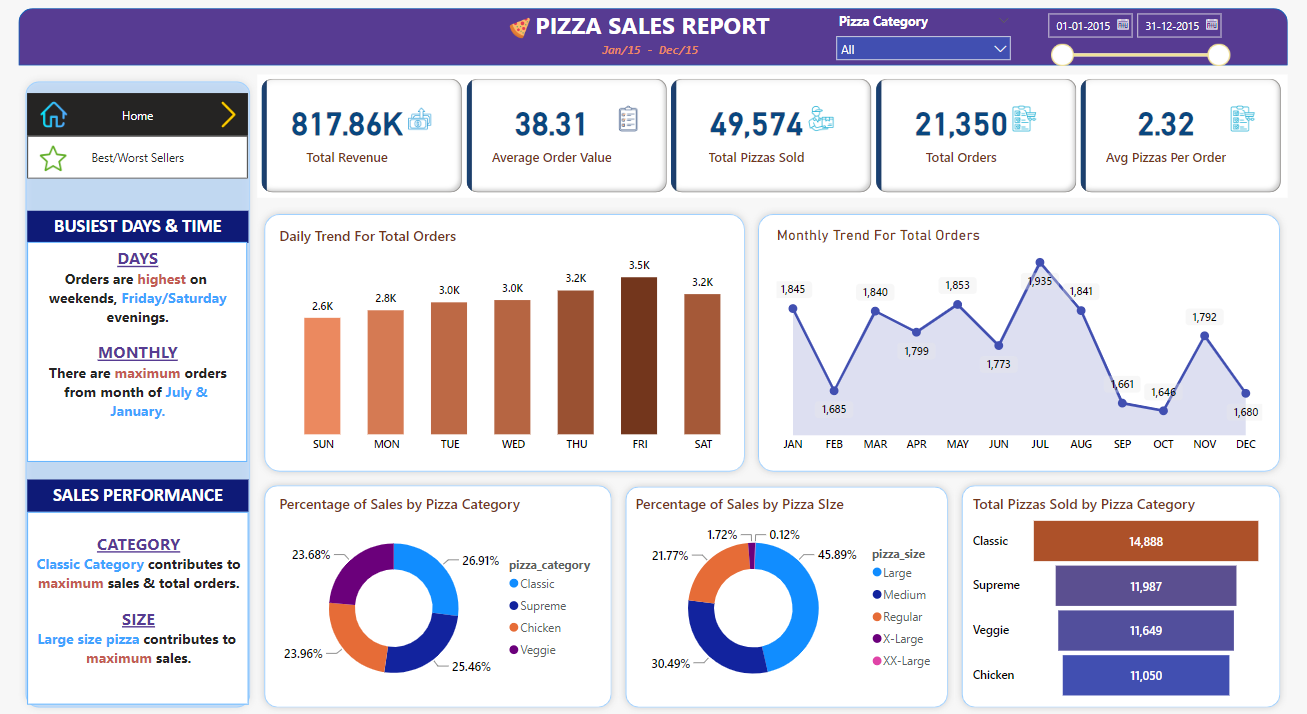 PIZZA SALES REPORT
Jan/15 - Dec/15
Pizza Category
All
01-01-2015
31-12-2015
Home
Best/Worst Sellers
817.86K
Total Revenue
38.31
Average Order Value
49,574
Total Pizzas Sold
21,350
Total Orders
2.32
Avg Pizzas Per Order
BUSIEST DAYS & TIME
DAYS
Orders are highest on
weekends, Friday/Saturday
evenings.
MONTHLY
There are maximum orders
from month of July &
January.
SALES PERFORMANCE
CATEGORY
Classic Category contributes to
maximum sales & total orders.
SIZE
Large size pizza contributes to
maximum sales.
Daily Trend For Total Orders
2.6K
2.8K
3.0K
3.0K
3.2K
3.5K
3.2K
SUN
MON
TUE
WED
THU
FRI
SAT
Monthly Trend For Total Orders
1,845
1,685
1,840
1,799
1,853
1,773
1,935
1,841
1,661
1,646
1,792
1,680
JAN
FEB
MAR
APR
MAY
JUN
JUL
AUG
SEP
OCT
NOV
DEC
Percentage of Sales by Pizza Category
23.68%
26.91%
23.96%
25.46%
pizza_category
Classic
Supreme
Chicken
Veggie
Percentage of Sales by Pizza SIze
1.72%
0.12%
21.77%
45.89%
30.49%
pizza_size
Large
Medium
Regular
X-Large
XX-Large
Total Pizzas Sold by Pizza Category
Classic
14,888
Supreme
11,987
Veggie
11,649
Chicken
11,050